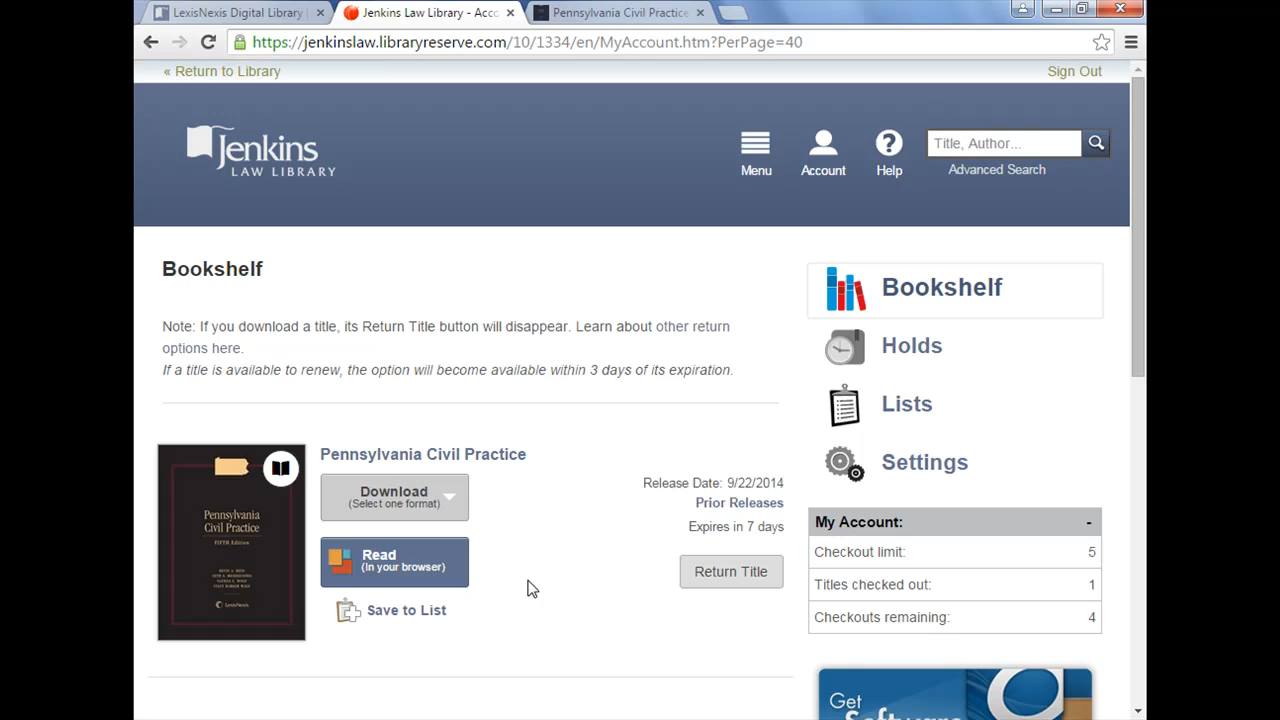 LexisNexis Digital Library
Jenkins Law Library - Acco
Pennsylvania Civil Practice
https://jenkinslaw.libraryreserve.com/10/1334/en/MyAccount.htm?PerPage=40
« Return to Library
Sign Out
Jenkins
LAW LIBRARY
Menu
Account
Help
Title, Author...
Advanced Search
Bookshelf
Note: If you download a title, its Return Title button will disappear. Learn about other return
options here.
If a title is available to renew, the option will become available within 3 days of its expiration.
Pennsylvania
Civil Practice
FIFTH Edition
LexisNexis
Pennsylvania Civil Practice
Download
(Select one format)
Read
(In your browser)
Save to List
Release Date: 9/22/2014
Prior Releases
Expires in 7 days
Return Title
Bookshelf
Holds
Lists
Settings
My Account: -
Checkout limit: 5
Titles checked out: 1
Checkouts remaining: 4
Get
Software